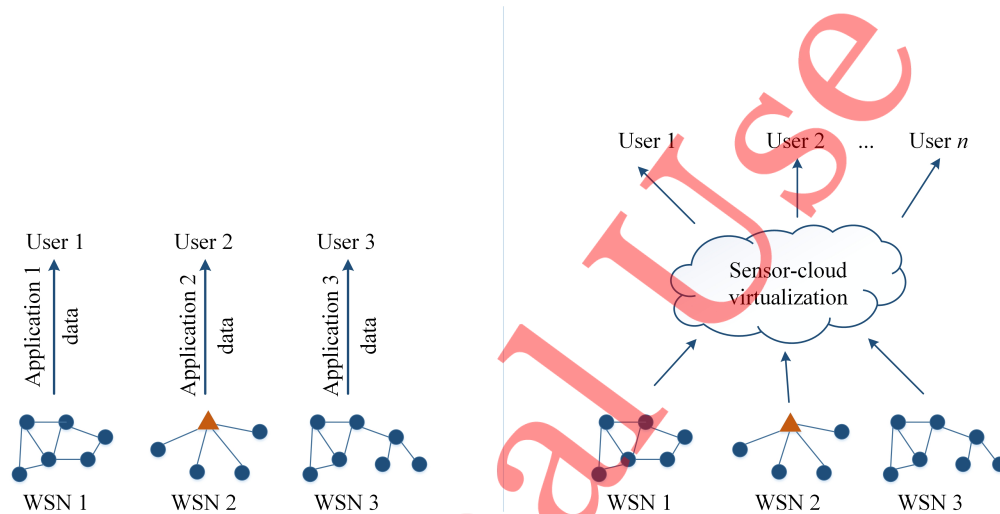 User 1
User 2
User 3
Application 1
data
Application 2
data
Application 3
data
WSN 1
WSN 2
WSN 3
User 1
User 2
...
User n
Sensor-cloud
virtualization
WSN 1
WSN 2
WSN 3
al Use